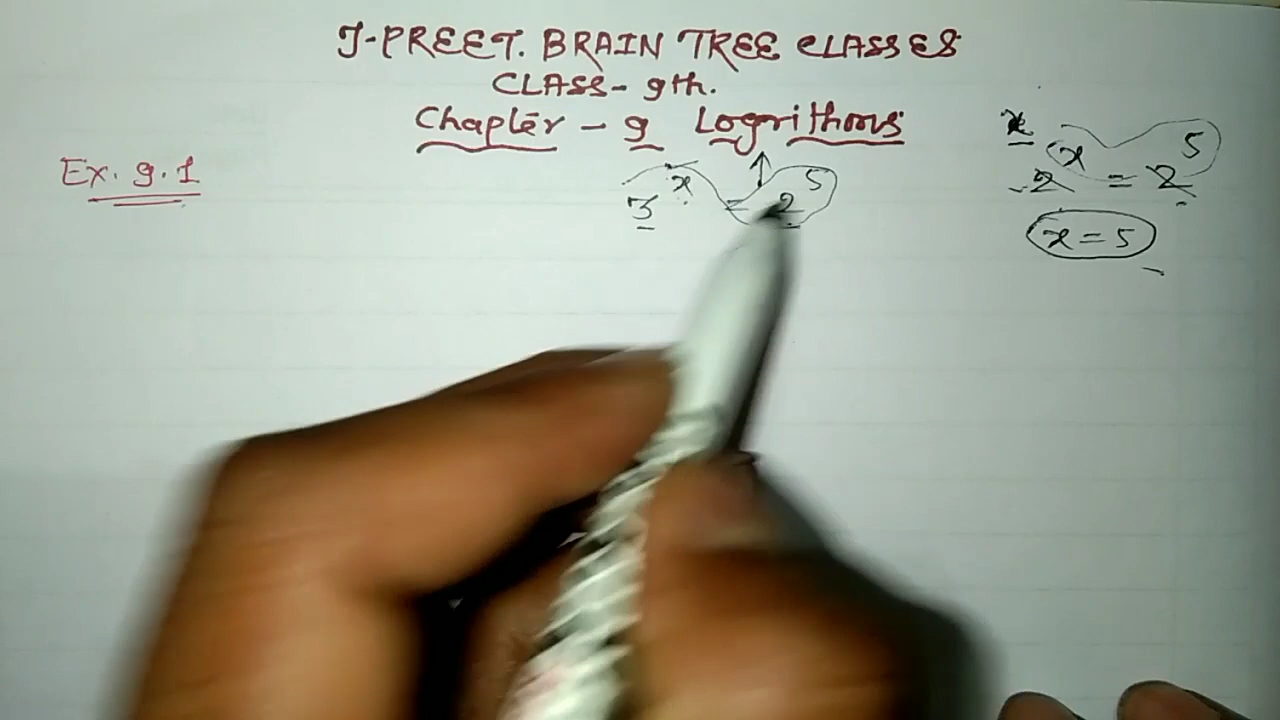 J-PREET. BRAIN TREE CLASSES
CLASS - 9th.
Chapter - 9 Logrithms
Ex. 9.1
3^x = 2^5
x
2^x = 2^5
x = 5